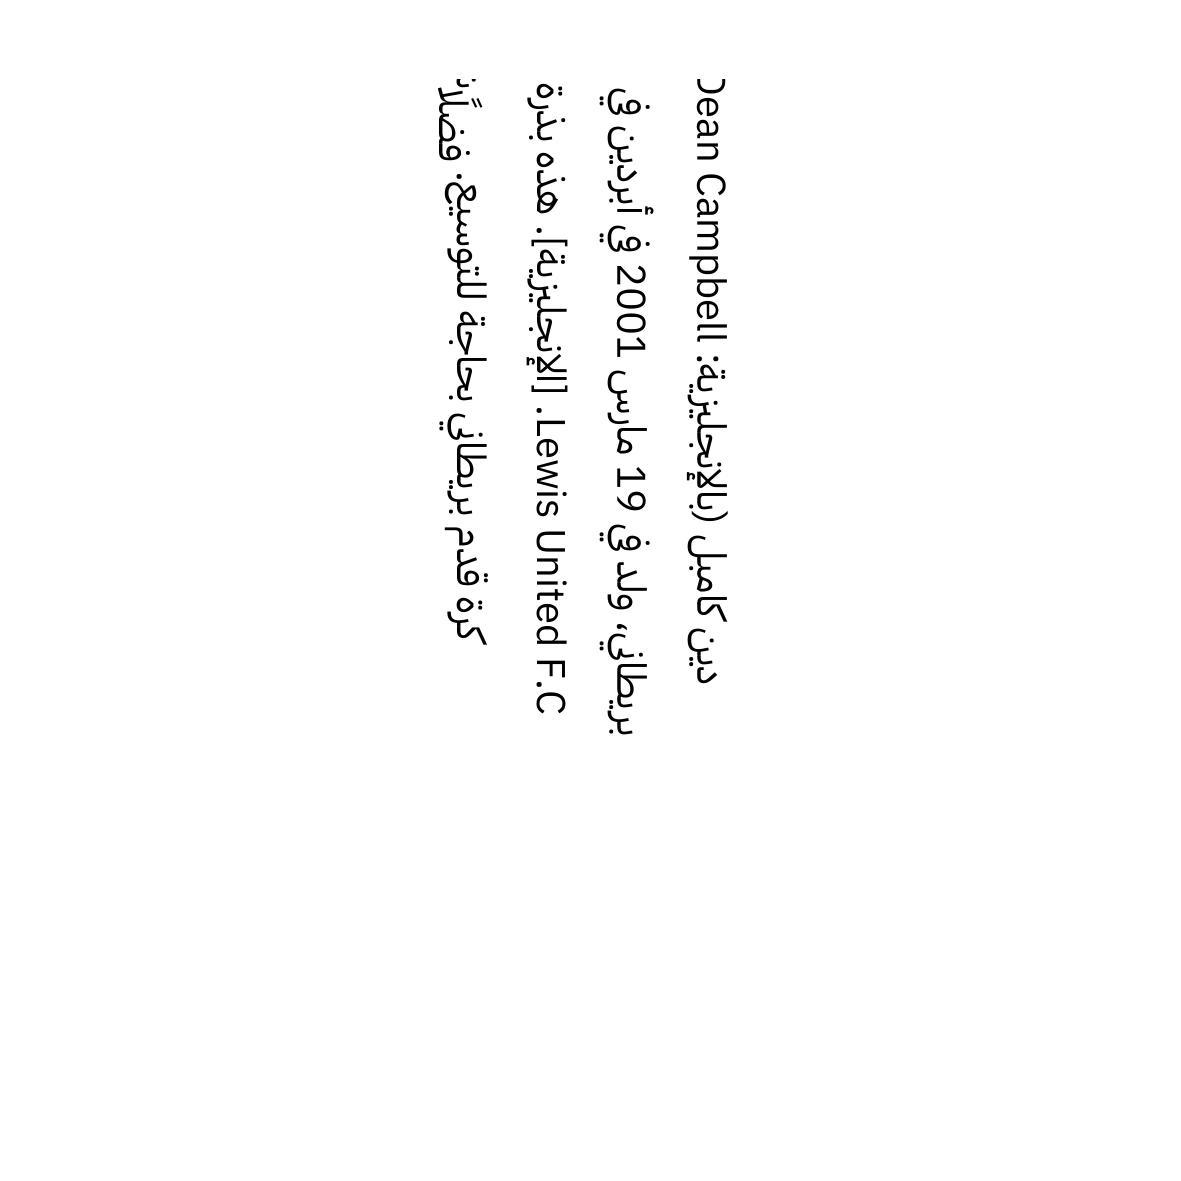 دين كامبل (بالإنجليزية: Dean Campbell
بريطاني، ولد في 19 مارس 2001 في أبردين في
Lewis United F.C. [الإنجليزية]. هذه بذرة
كرة قدم بريطاني بحاجة للتوسيع. فضلاً